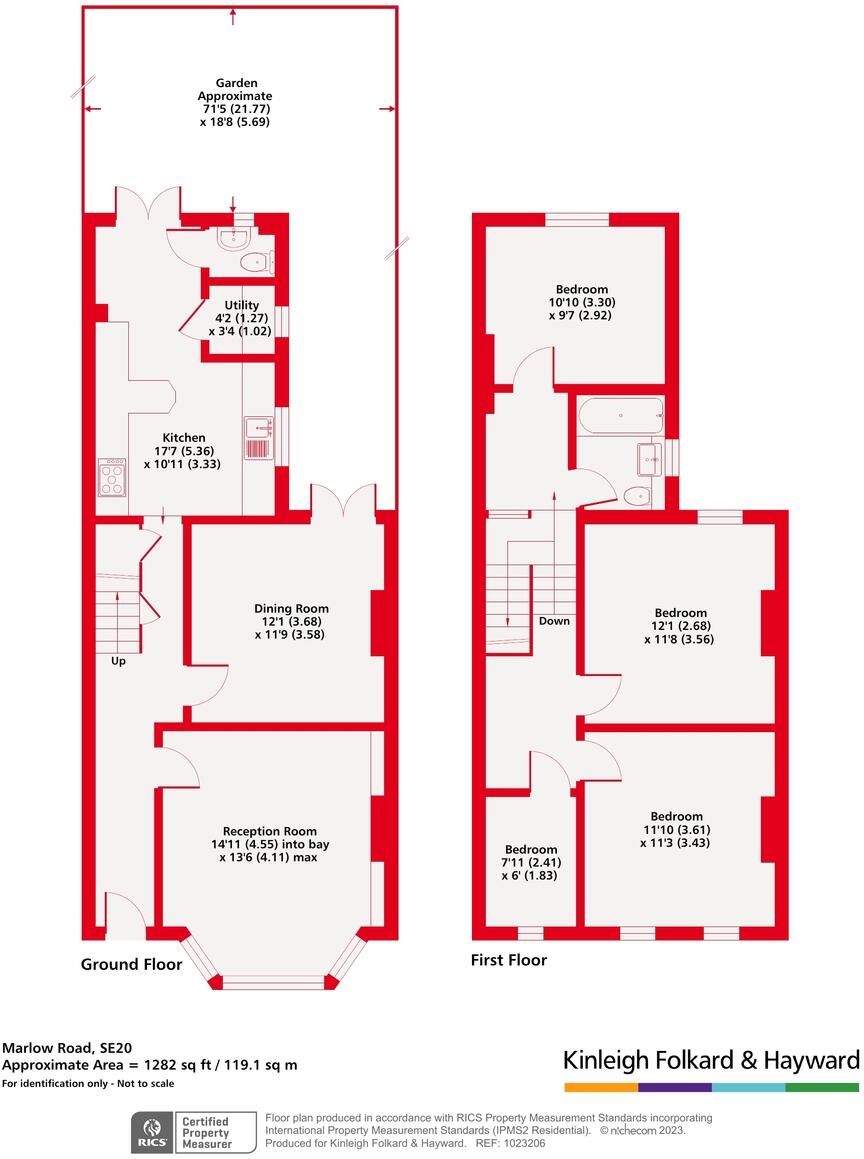 Garden
Approximate
71'5 (21.77)
x 18'8 (5.69)
Utility
4'2 (1.27)
x 3'4 (1.02)
Kitchen
17'7 (5.36)
x 10'11 (3.33)
Dining Room
12'1 (3.68)
x 11'9 (3.58)
Up
Reception Room
14'11 (4.55) into bay
x 13'6 (4.11) max
Ground Floor
Bedroom
10'10 (3.30)
x 9'7 (2.92)
Down
Bedroom
12'1 (2.68)
x 11'8 (3.56)
Bedroom
11'10 (3.61)
x 11'3 (3.43)
Bedroom
7'11 (2.41)
x 6' (1.83)
First Floor
Marlow Road, SE20
Approximate Area = 1282 sq ft / 119.1 sq m
For identification only - Not to scale
Kinleigh Folkard & Hayward
RICS
Certified
Property
Measurer
Floor plan produced in accordance with RICS Property Measurement Standards incorporating
International Property Measurement Standards (IPMS2 Residential). © nichecom 2023.
Produced for Kinleigh Folkard & Hayward. REF: 1023206